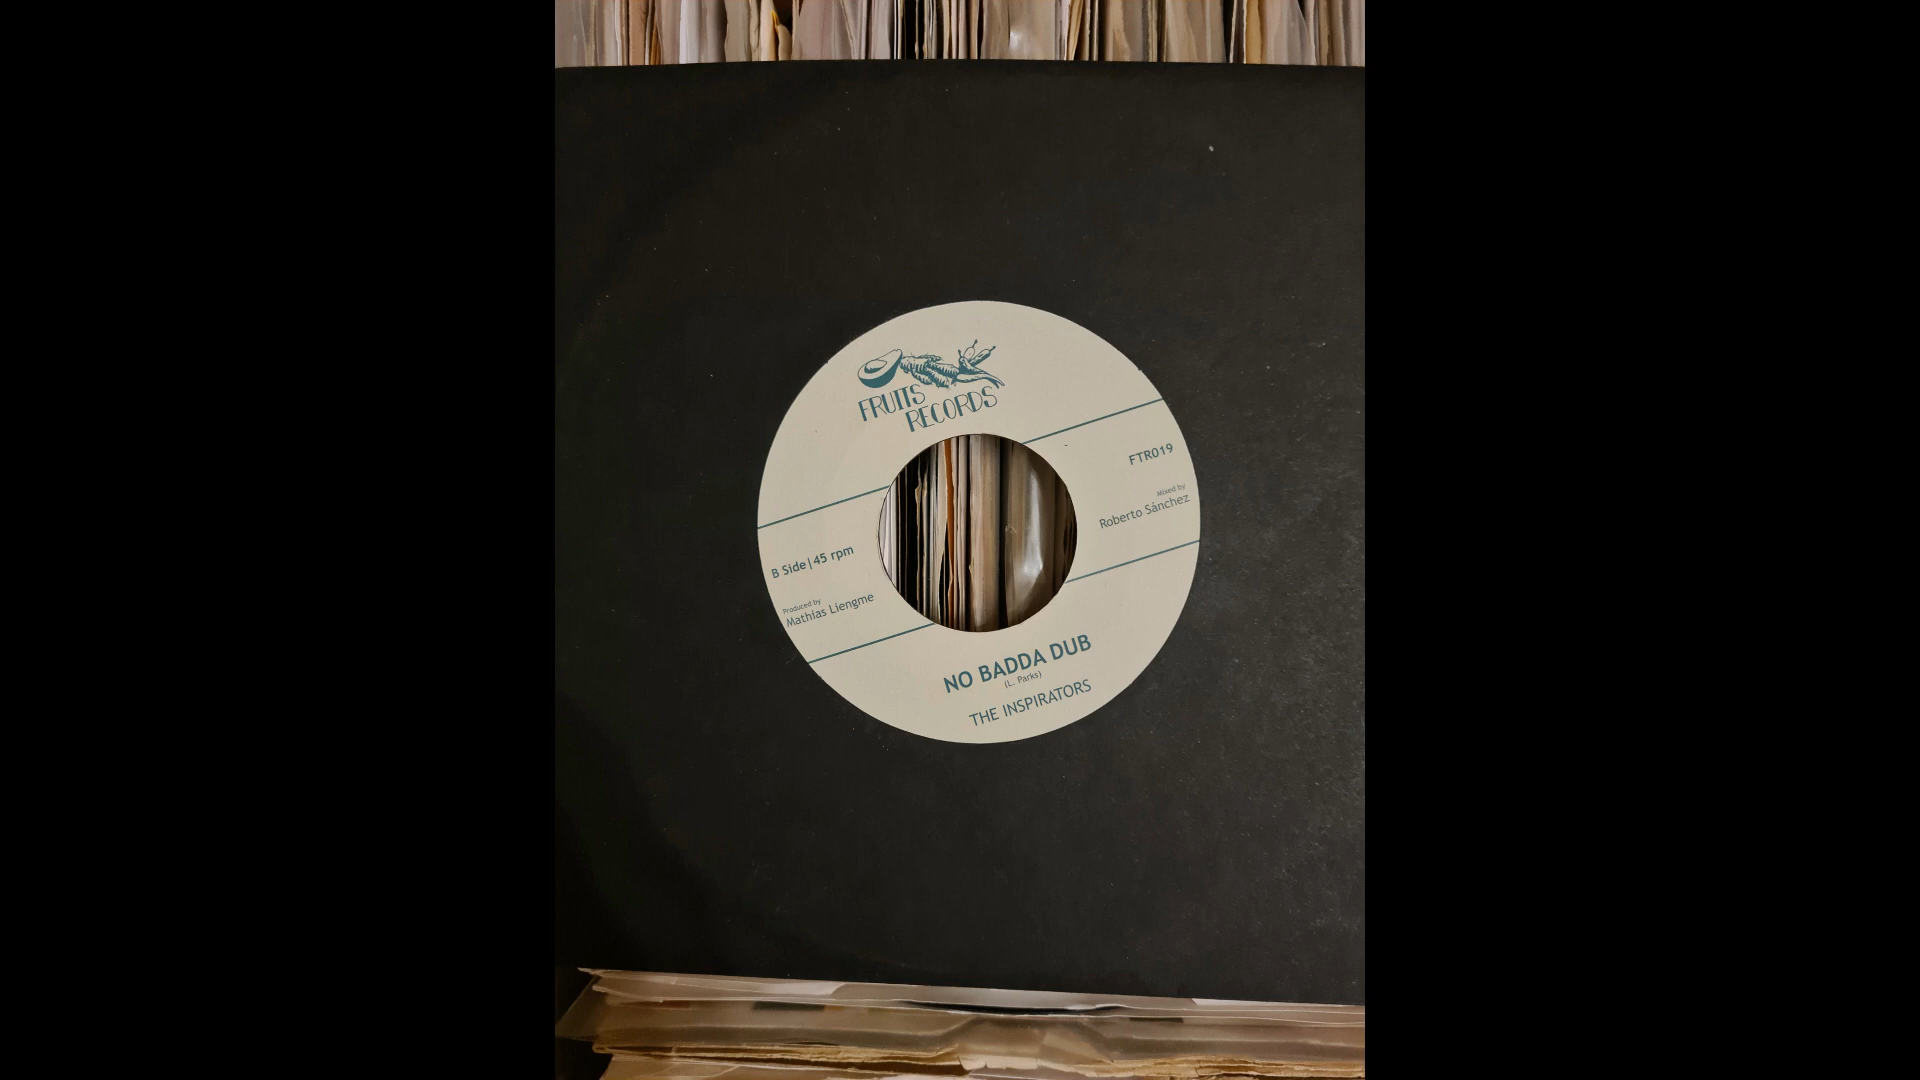 FRUITS
RECORDS
FTR019
Mixed by
Roberto Sánchez
B Side|45 rpm
Produced by
Mathias Liengme
NO BADDA DUB
(L. Parks)
THE INSPIRATORS